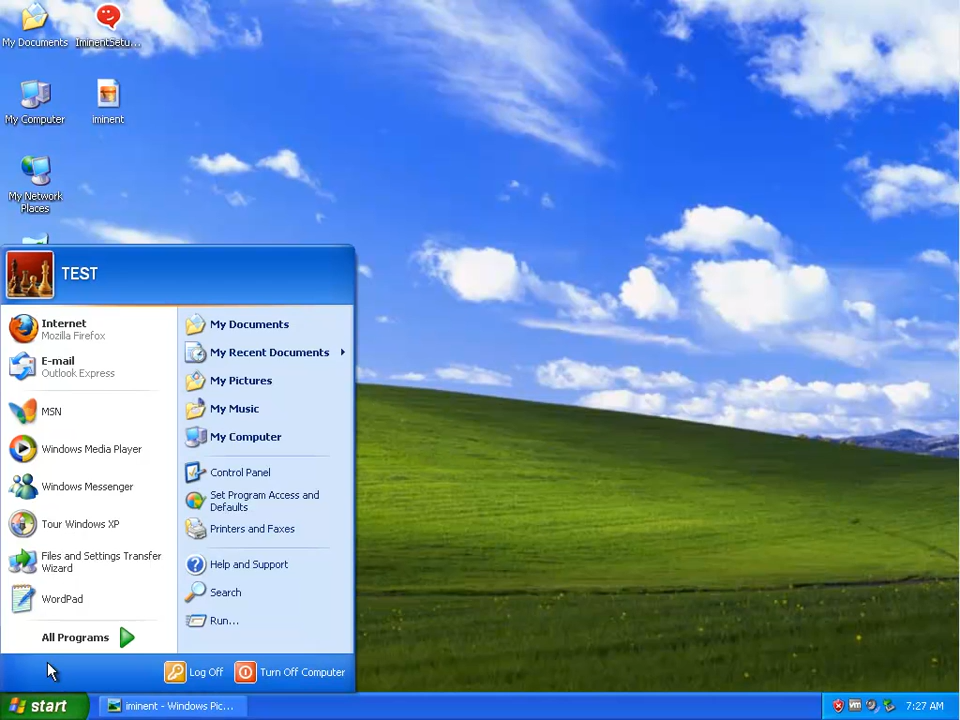 My Documents
IminentSetu...
My Computer
iminent
My Network
Places
TEST
Internet
Mozilla Firefox
E-mail
Outlook Express
MSN
Windows Media Player
Windows Messenger
Tour Windows XP
Files and Settings Transfer
Wizard
WordPad
All Programs
My Documents
My Recent Documents
My Pictures
My Music
My Computer
Control Panel
Set Program Access and
Defaults
Printers and Faxes
Help and Support
Search
Run...
Log Off
Turn Off Computer
start
iminent - Windows Pic...
vm
7:27 AM